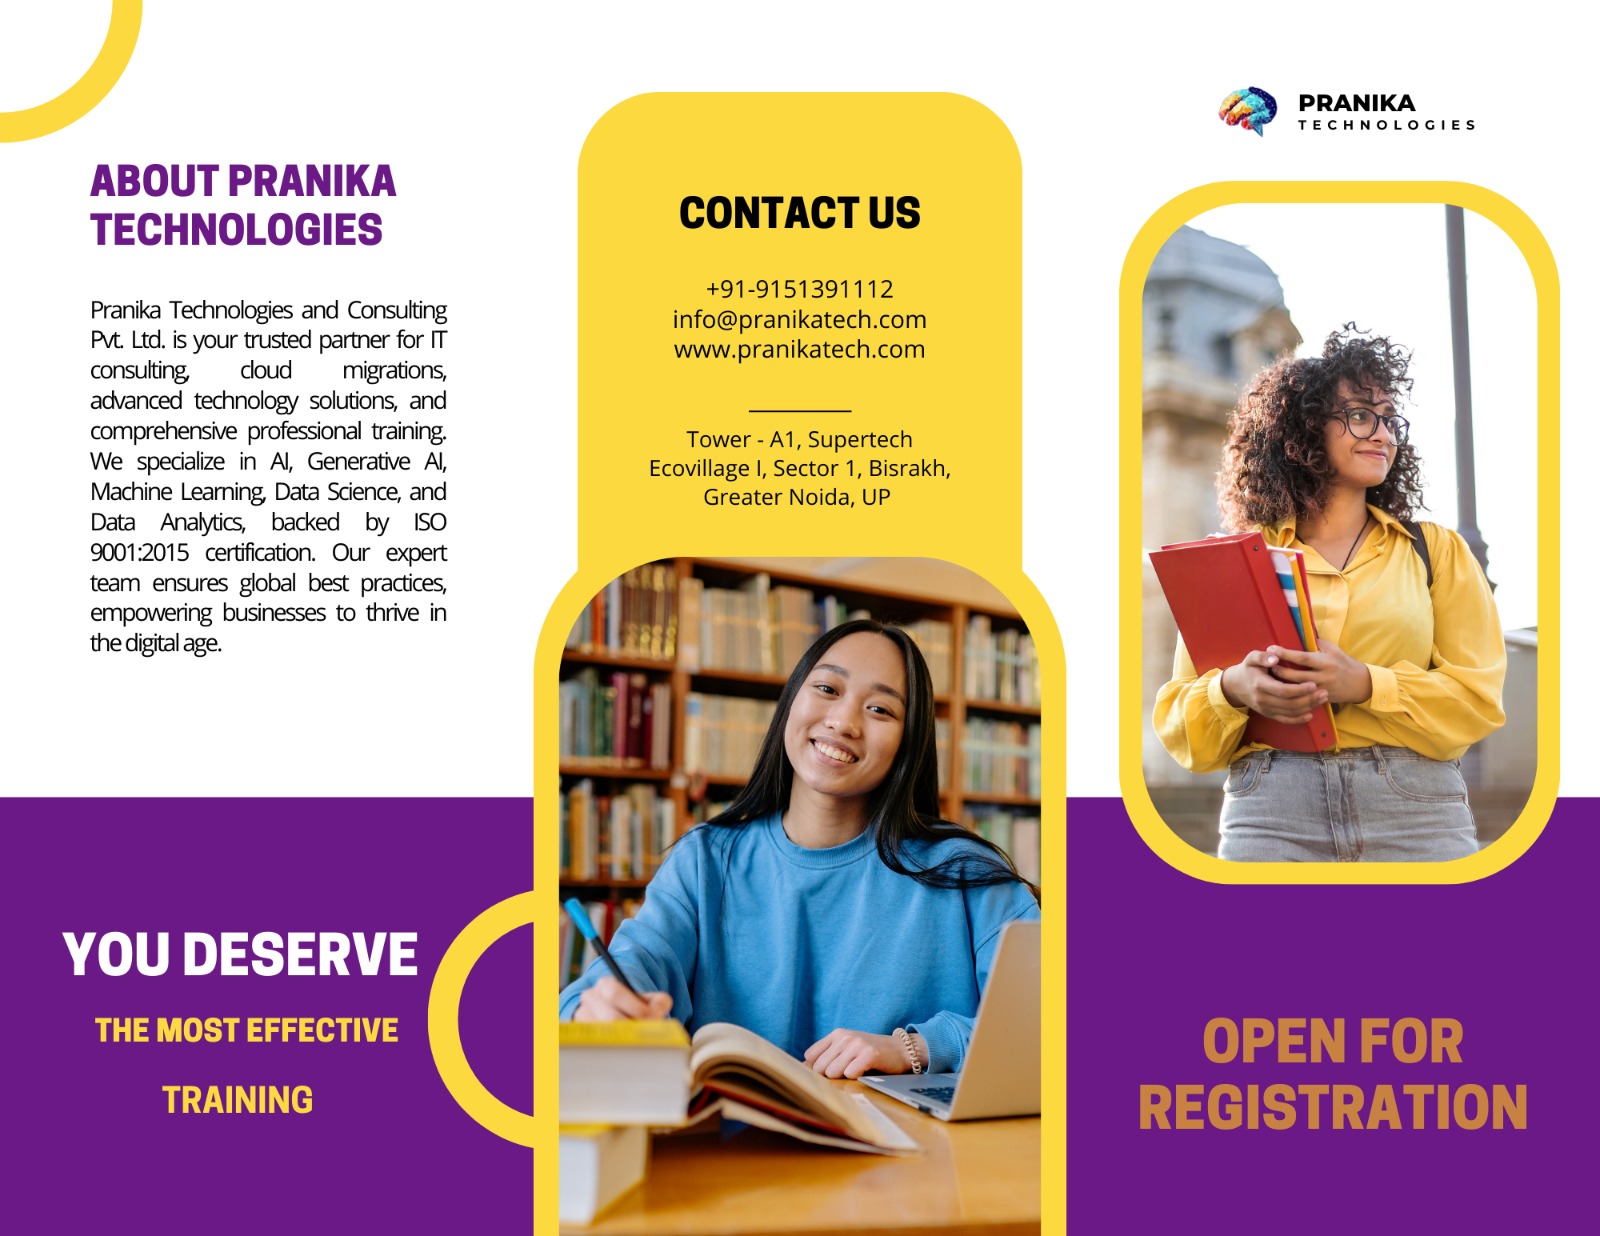 ABOUT PRANIKA
TECHNOLOGIES
Pranika Technologies and Consulting
Pvt. Ltd. is your trusted partner for IT
consulting, cloud migrations,
advanced technology solutions, and
comprehensive professional training.
We specialize in AI, Generative AI,
Machine Learning, Data Science, and
Data Analytics, backed by ISO
9001:2015 certification. Our expert
team ensures global best practices,
empowering businesses to thrive in
the digital age.
YOU DESERVE
THE MOST EFFECTIVE
TRAINING
CONTACT US
+91-9151391112
info@pranikatech.com
www.pranikatech.com
Tower - A1, Supertech
Ecovillage I, Sector 1, Bisrakh,
Greater Noida, UP
PRANIKA
TECHNOLOGIES
OPEN FOR
REGISTRATION